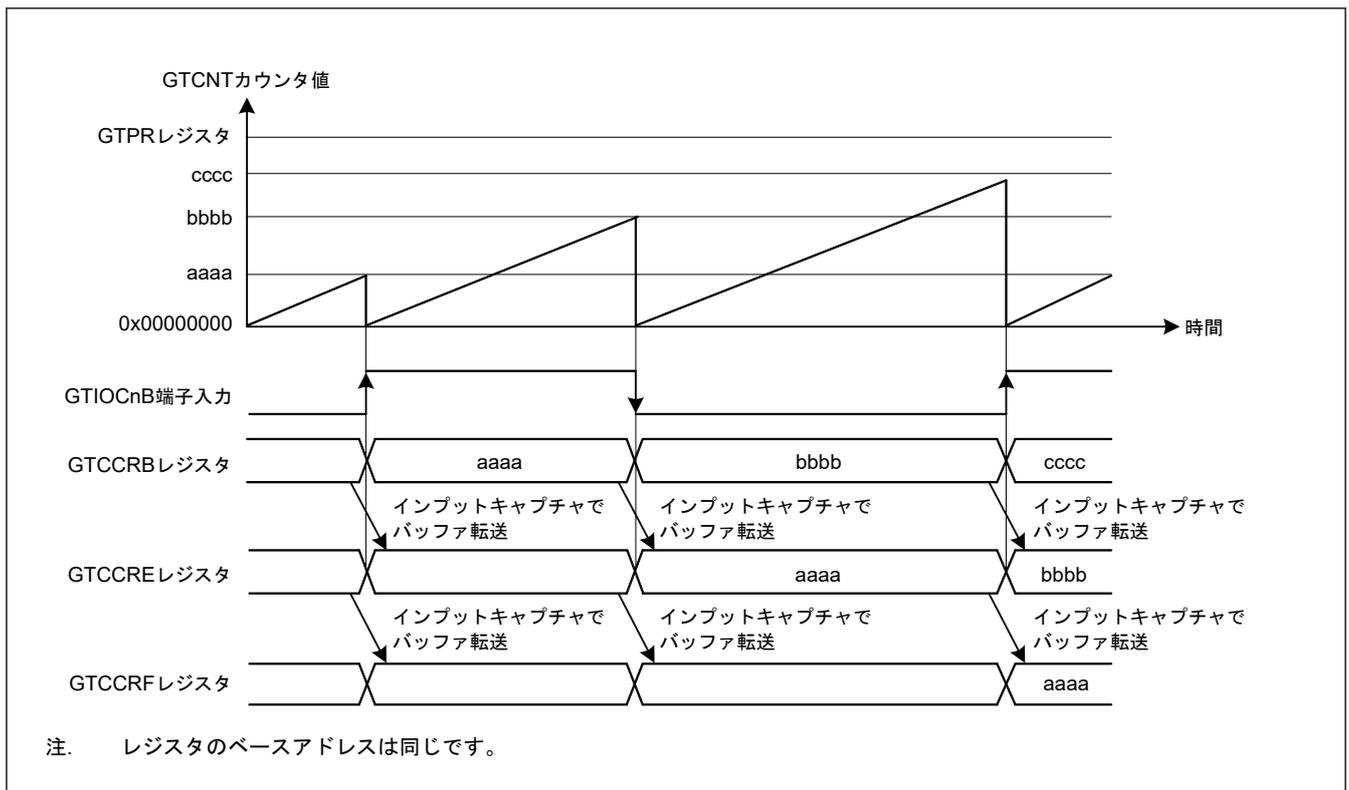 GTCNTカウンタ値
GTPRレジスタ
cccc
bbbb
aaaa
0x00000000
時間
GTIOCnB端子入力
GTCCRBレジスタ
aaaa
bbbb
cccc
インプットキャプチャで
バッファ転送
インプットキャプチャで
バッファ転送
インプットキャプチャで
バッファ転送
GTCCREレジスタ
aaaa
bbbb
インプットキャプチャで
バッファ転送
インプットキャプチャで
バッファ転送
インプットキャプチャで
バッファ転送
GTCCRFレジスタ
aaaa
注. レジスタのベースアドレスは同じです。